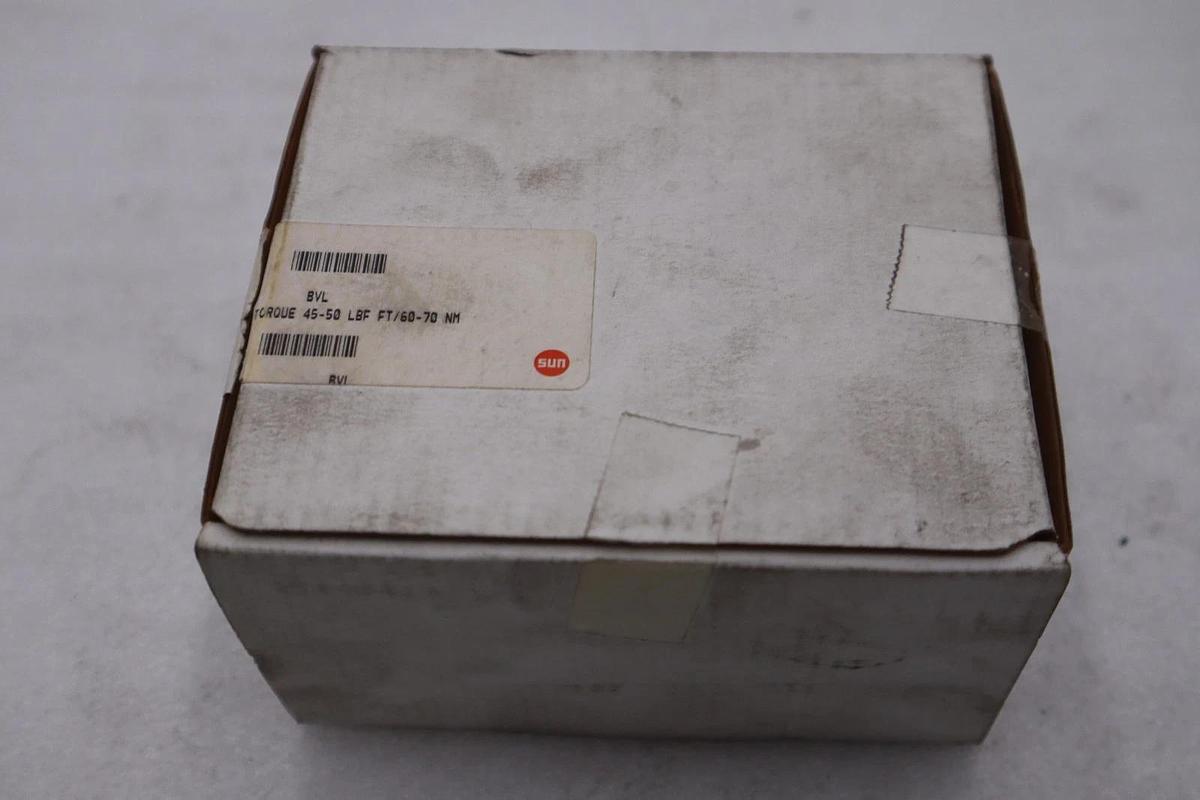 BVL
TORQUE 45-50 LBF FT/60-70 NM
sun
BVL